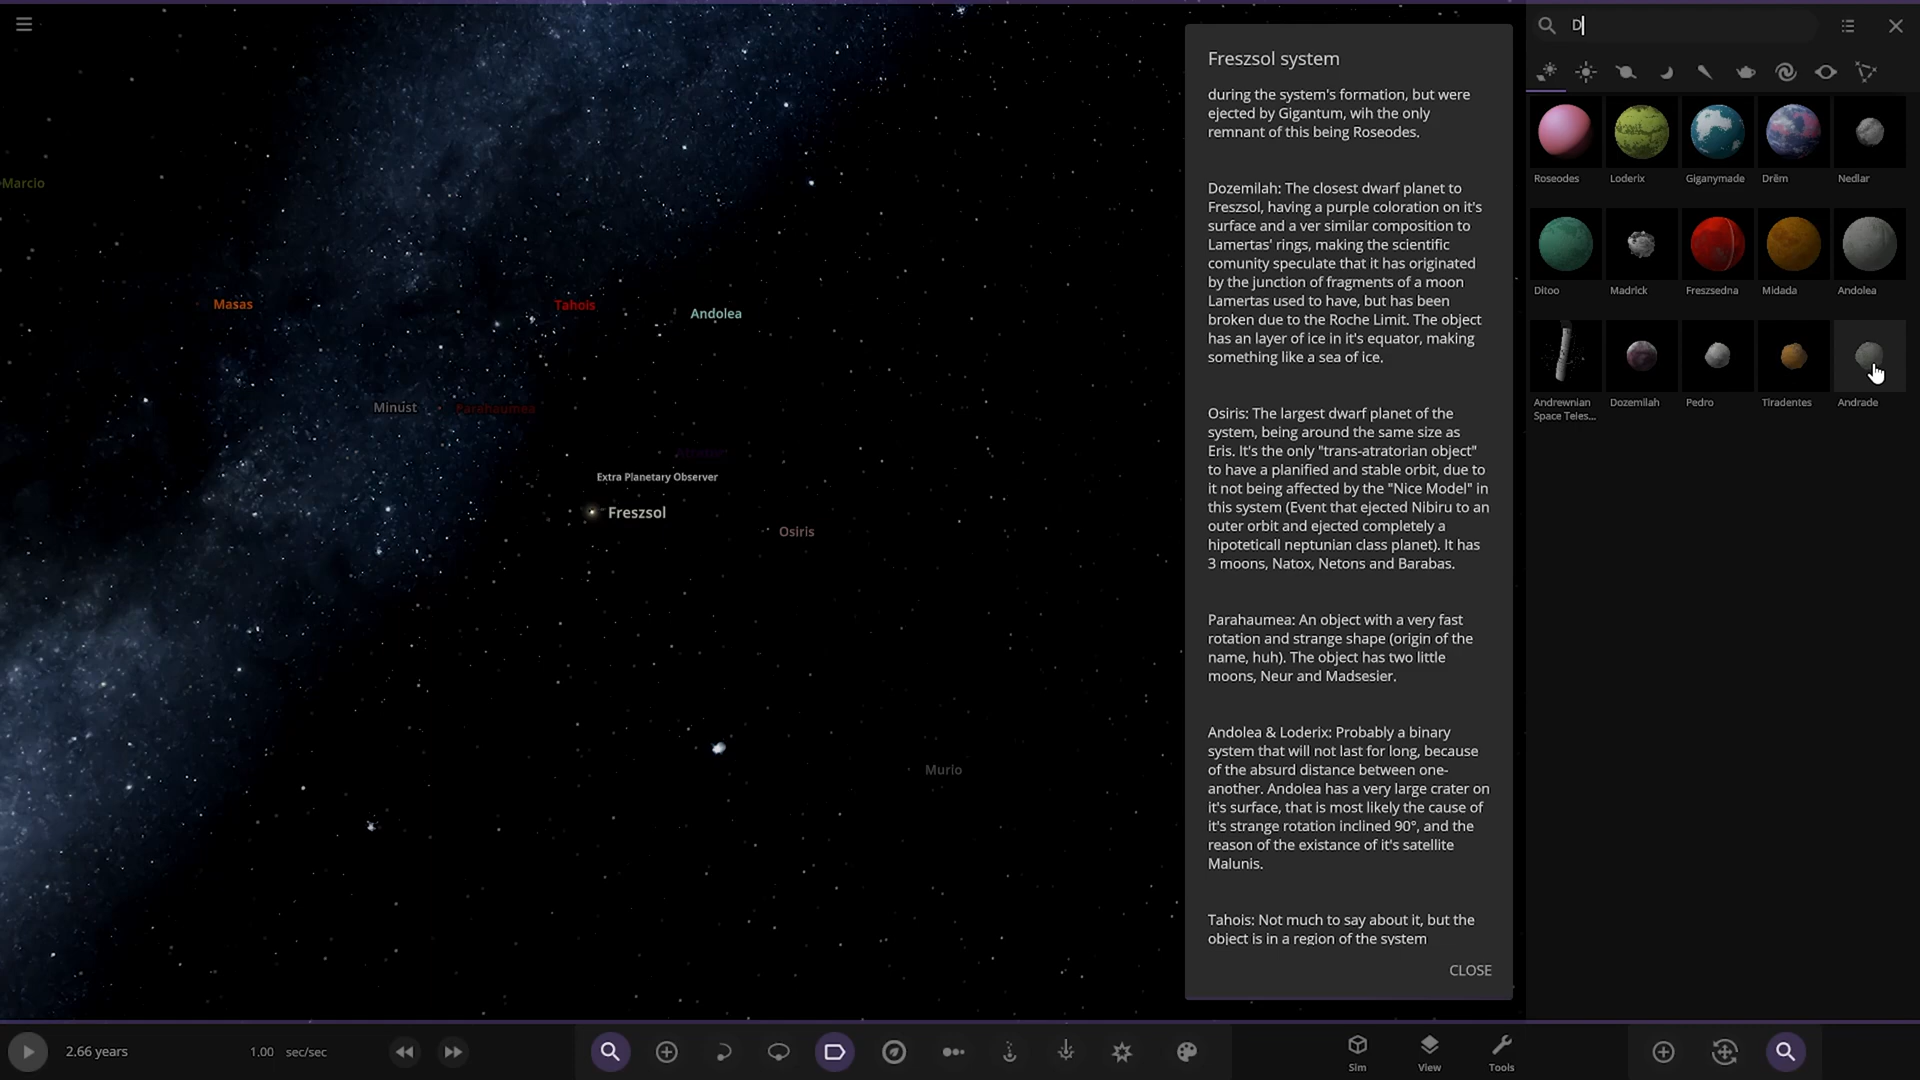 Marcio
Masas
Tahois
Andolea
Minust
Parahaumea
Extra Planetary Observer
Freszsol
Osiris
Murio
Freszsol system
during the system's formation, but were
ejected by Gigantum, wih the only
remnant of this being Roseodes.
Dozemilah: The closest dwarf planet to
Freszsol, having a purple coloration on it's
surface and a ver similar composition to
Lamertas' rings, making the scientific
comunity speculate that it has originated
by the junction of fragments of a moon
Lamertas used to have, but has been
broken due to the Roche Limit. The object
has an layer of ice in it's equator, making
something like a sea of ice.
Osiris: The largest dwarf planet of the
system, being around the same size as
Eris. It's the only "trans-atratorian object"
to have a planified and stable orbit, due to
it not being affected by the "Nice Model" in
this system (Event that ejected Nibiru to an
outer orbit and ejected completely a
hipoteticall neptunian class planet). It has
3 moons, Natox, Netons and Barabas.
Parahaumea: An object with a very fast
rotation and strange shape (origin of the
name, huh). The object has two little
moons, Neur and Madsesier.
Andolea & Loderix: Probably a binary
system that will not last for long, because
of the absurd distance between one-
another. Andolea has a very large crater on
it's surface, that is most likely the cause of
it's strange rotation inclined 90°, and the
reason of the existance of it's satellite
Malunis.
Tahois: Not much to say about it, but the
object is in a region of the system
CLOSE
D
Roseodes
Loderix
Giganymade
Drēm
Nedlar
Ditoo
Madrick
Freszsedna
Midada
Andolea
Andrewnian
Space Teles...
Dozemilah
Pedro
Tiradentes
Andrade
2.66 years
1.00 sec/sec
Sim
View
Tools